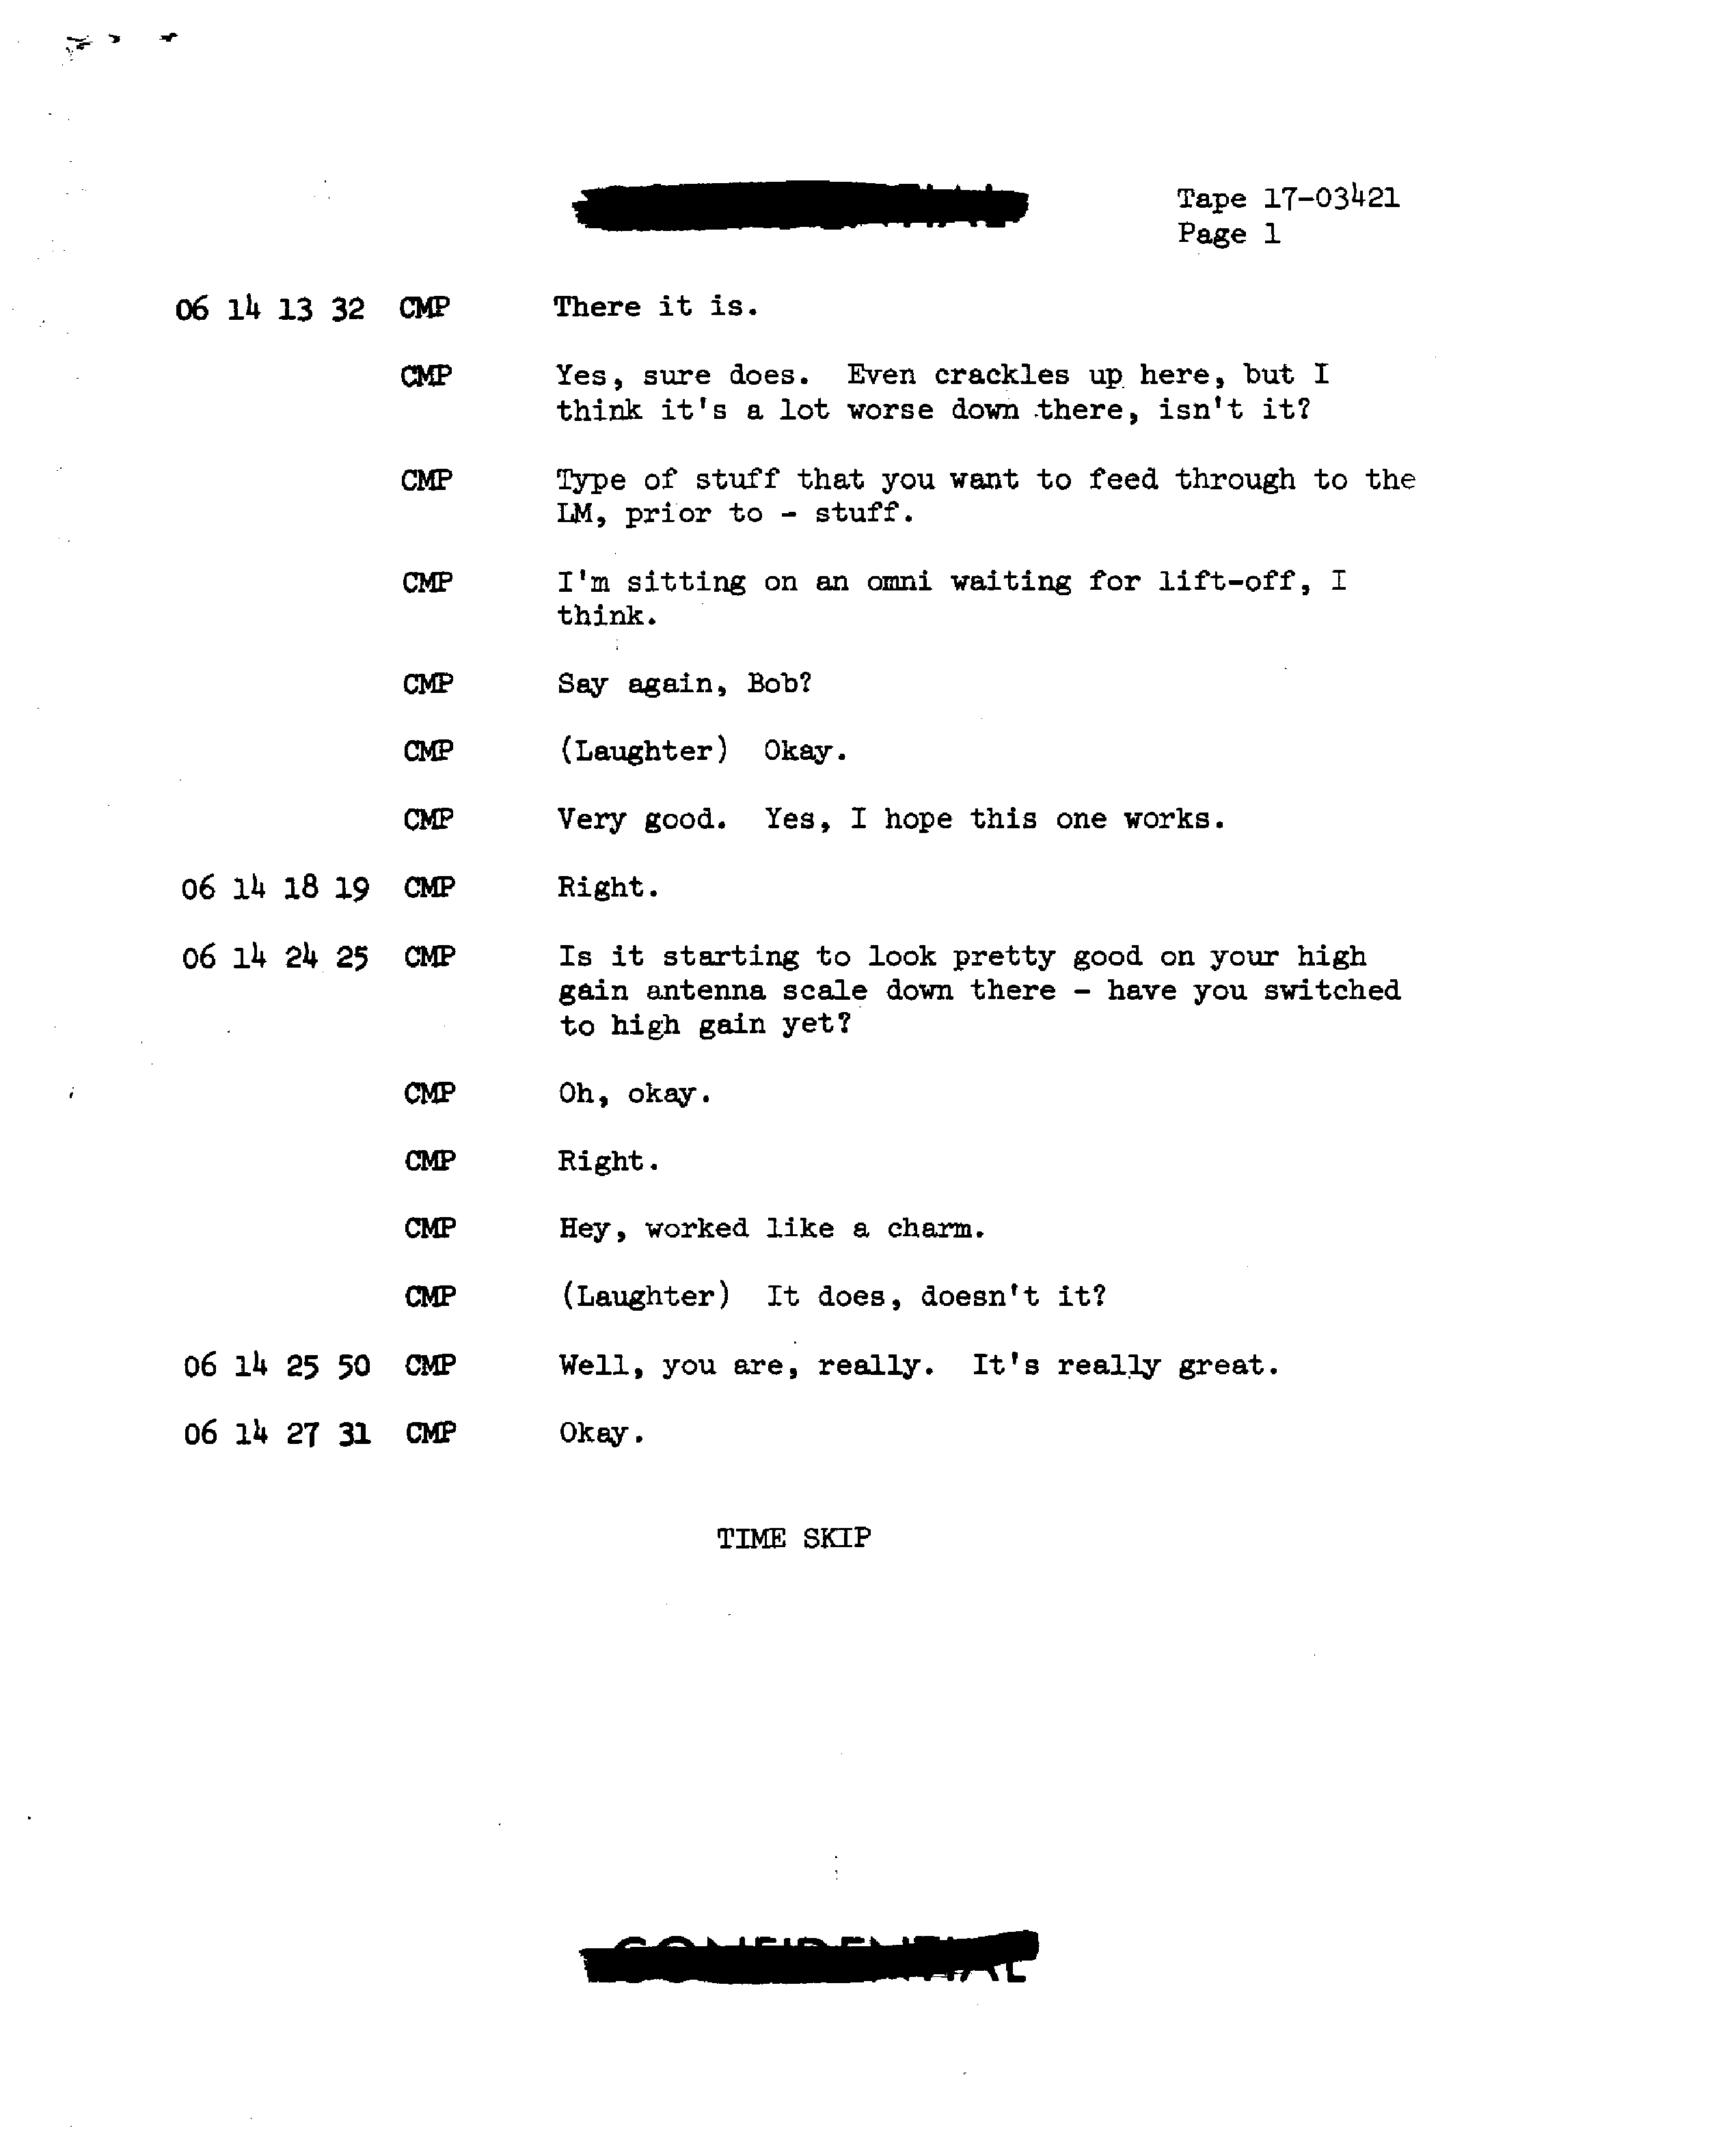 Tape 17-03421
Page 1
06 14 13 32 CMP There it is.
CMP Yes, sure does. Even crackles up here, but I
think it's a lot worse down there, isn't it?
CMP Type of stuff that you want to feed through to the
LM, prior to - stuff.
CMP I'm sitting on an omni waiting for lift-off, I
think.
CMP Say again, Bob?
CMP (Laughter) Okay.
CMP Very good. Yes, I hope this one works.
06 14 18 19 CMP Right.
06 14 24 25 CMP Is it starting to look pretty good on your high
gain antenna scale down there - have you switched
to high gain yet?
CMP Oh, okay.
CMP Right.
CMP Hey, worked like a charm.
CMP (Laughter) It does, doesn't it?
06 14 25 50 CMP Well, you are, really. It's really great.
06 14 27 31 CMP Okay.
TIME SKIP
CONFIDENTIAL